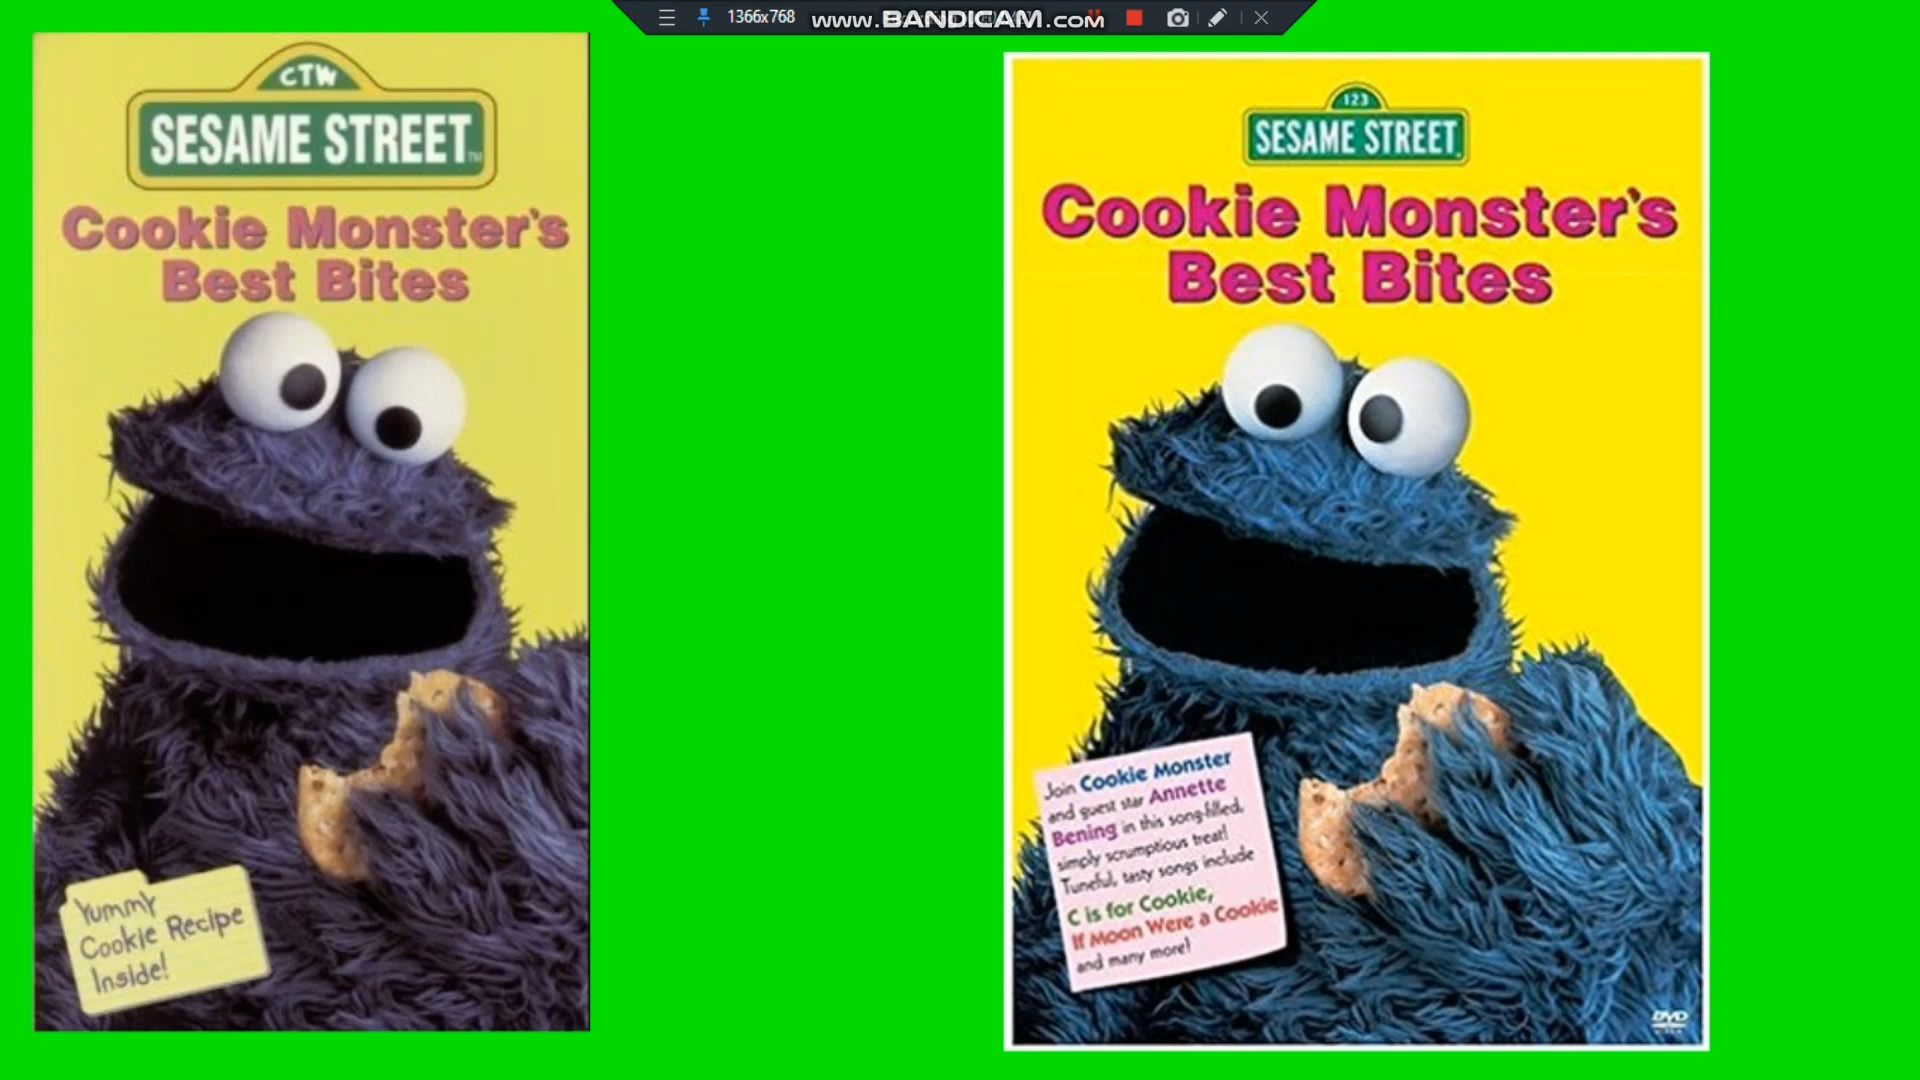 1366x768
www.BANDICAM.com
CTW
SESAME STREET™
Cookie Monster's
Best Bites
Yummy
Cookie Recipe
Inside!
123
SESAME STREET
Cookie Monster's
Best Bites
Join Cookie Monster
and guest star Annette
Bening in this song-filled,
simply scrumptious treat!
Tuneful, tasty songs include
C is for Cookie,
If Moon Were a Cookie
and many more!
DVD
VIDEO